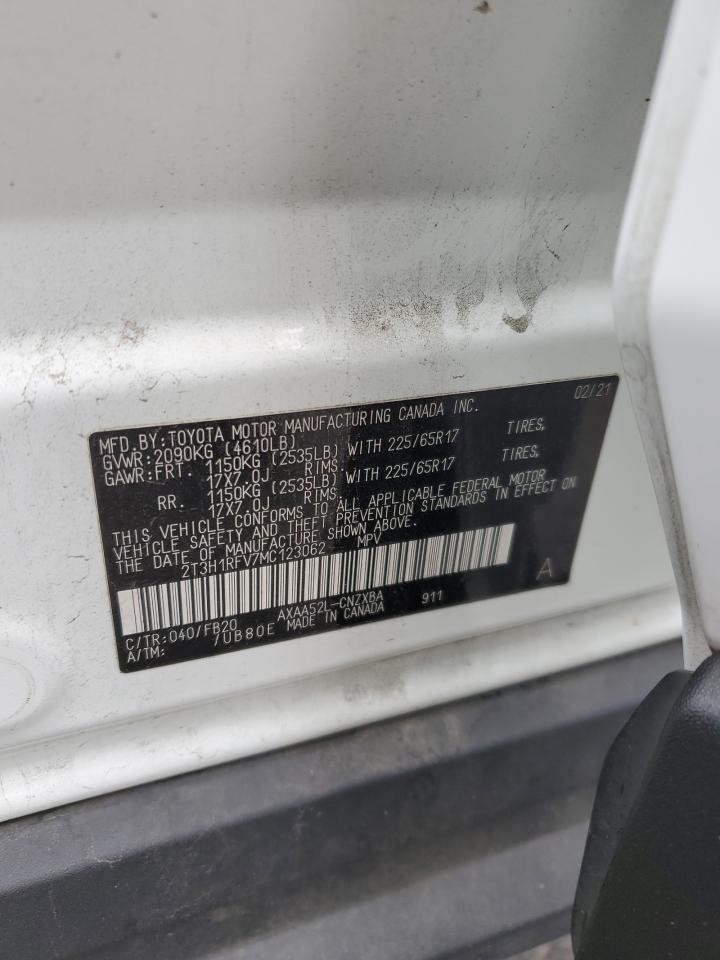 MFD. BY: TOYOTA MOTOR MANUFACTURING CANADA INC. 02/21
GVWR: 2090KG (4610LB)
GAWR: FRT. 1150KG (2535LB) WITH 225/65R17 TIRES,
17X7.0J RIMS.
RR. 1150KG (2535LB) WITH 225/65R17 TIRES,
17X7.0J RIMS.
THIS VEHICLE CONFORMS TO ALL APPLICABLE FEDERAL MOTOR
VEHICLE SAFETY AND THEFT PREVENTION STANDARDS IN EFFECT ON
THE DATE OF MANUFACTURE SHOWN ABOVE.
2T3H1RFV7MC123062 MPV
C/TR: 040/FB20 AXAA52L-CNZXBA 911 A
A/TM: /UB80E MADE IN CANADA